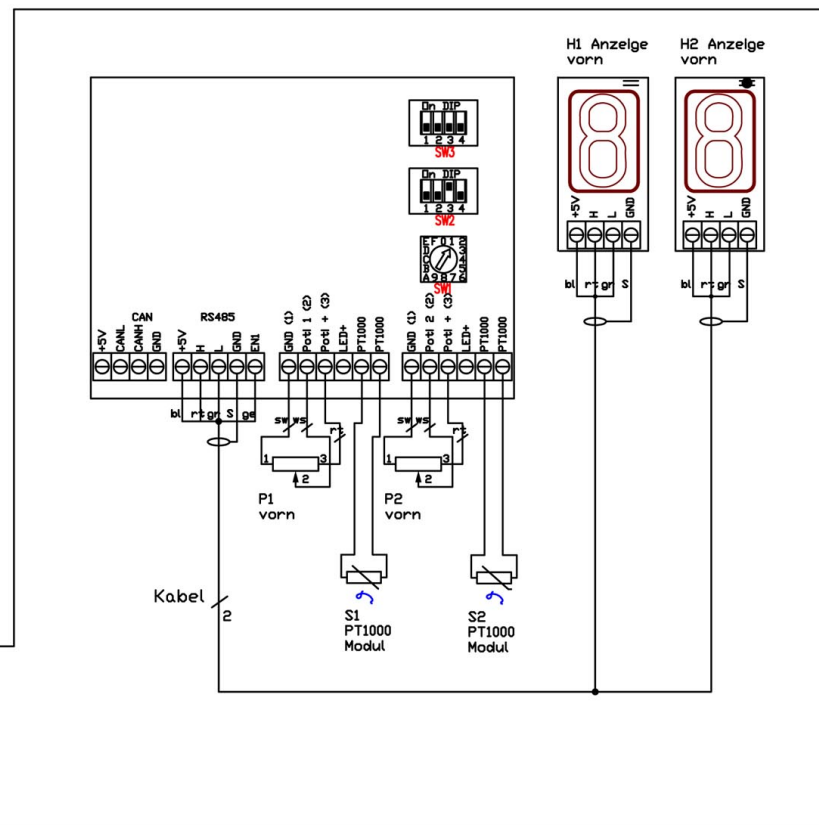 H1 Anzeige
vorn
H2 Anzeige
vorn
On DIP
1 2 3 4
SW3
On DIP
1 2 3 4
SW2
SW1
CAN
+5V
CANL
CANH
GND
RS485
+5V
H
L
GND
EN1
GND (1)
Poti 1 (2)
Poti + (3)
LED+
PT1000
PT1000
GND (1)
Poti 2 (2)
Poti + (3)
LED+
PT1000
PT1000
+5V
H
L
GND
+5V
H
L
GND
bl rt gr S
bl rt gr S
bl rt gr S ge
sw ws
rt
sw ws
rt
1 3
2
1 3
2
P1
vorn
P2
vorn
Kabel
2
S1
PT1000
Modul
S2
PT1000
Modul